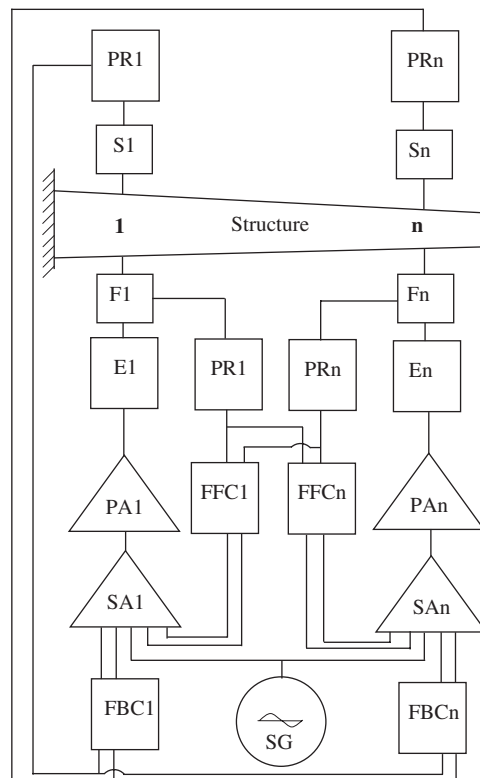 PR1
PRn
S1
Sn
1
Structure
n
F1
Fn
E1
PR1
PRn
En
PA1
FFC1
FFCn
PAn
SA1
SAn
FBC1
SG
FBCn